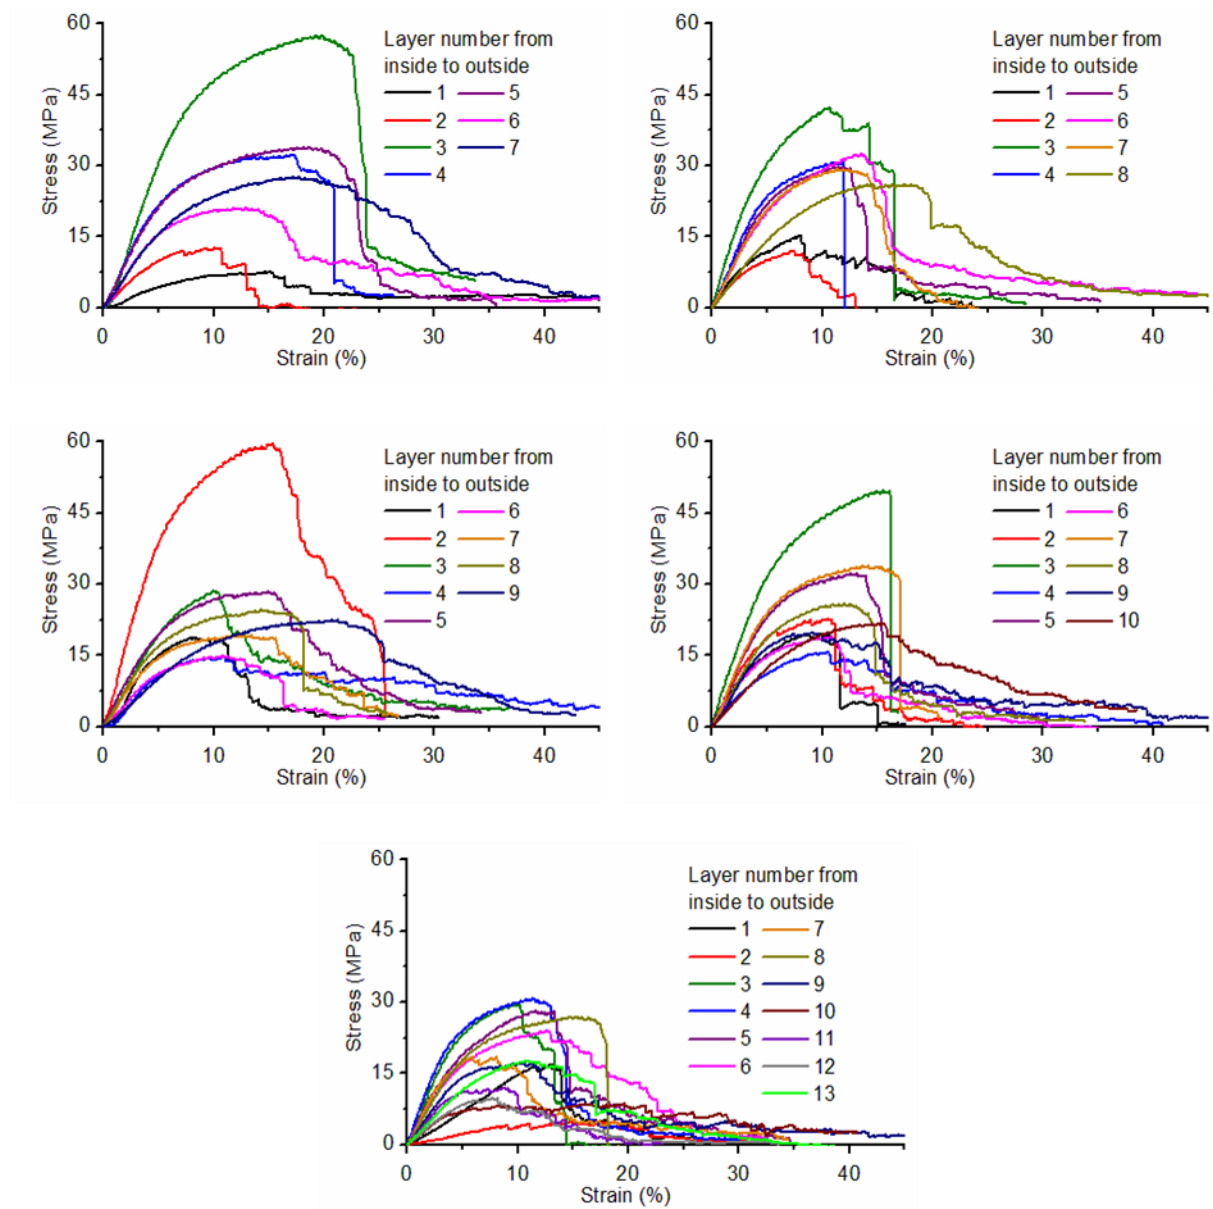 60
45
30
15
0
Stress (MPa)
Layer number from
inside to outside
1 5
2 6
3 7
4
0 10 20 30 40
Strain (%)
60
45
30
15
0
Stress (MPa)
Layer number from
inside to outside
1 5
2 6
3 7
4 8
0 10 20 30 40
Strain (%)
60
45
30
15
0
Stress (MPa)
Layer number from
inside to outside
1 6
2 7
3 8
4 9
5
0 10 20 30 40
Strain (%)
60
45
30
15
0
Stress (MPa)
Layer number from
inside to outside
1 6
2 7
3 8
4 9
5 10
0 10 20 30 40
Strain (%)
60
45
30
15
0
Stress (MPa)
Layer number from
inside to outside
1 7
2 8
3 9
4 10
5 11
6 12
13
0 10 20 30 40
Strain (%)